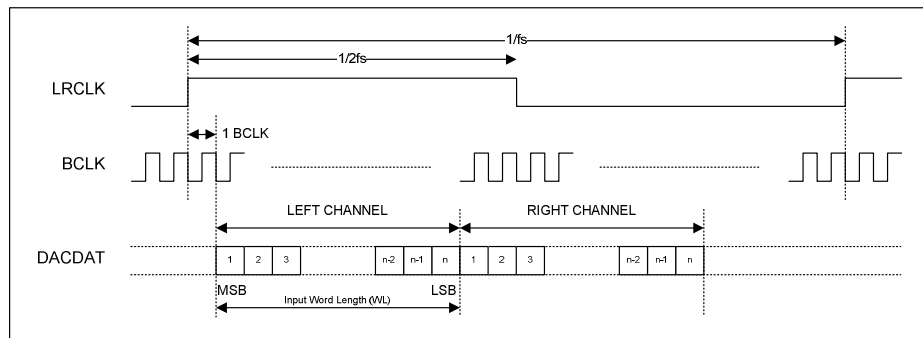 1/fs
1/2fs
LRCLK
1 BCLK
BCLK
LEFT CHANNEL RIGHT CHANNEL
DACDAT 1 2 3 n-2 n-1 n 1 2 3 n-2 n-1 n
MSB LSB
Input Word Length (WL)